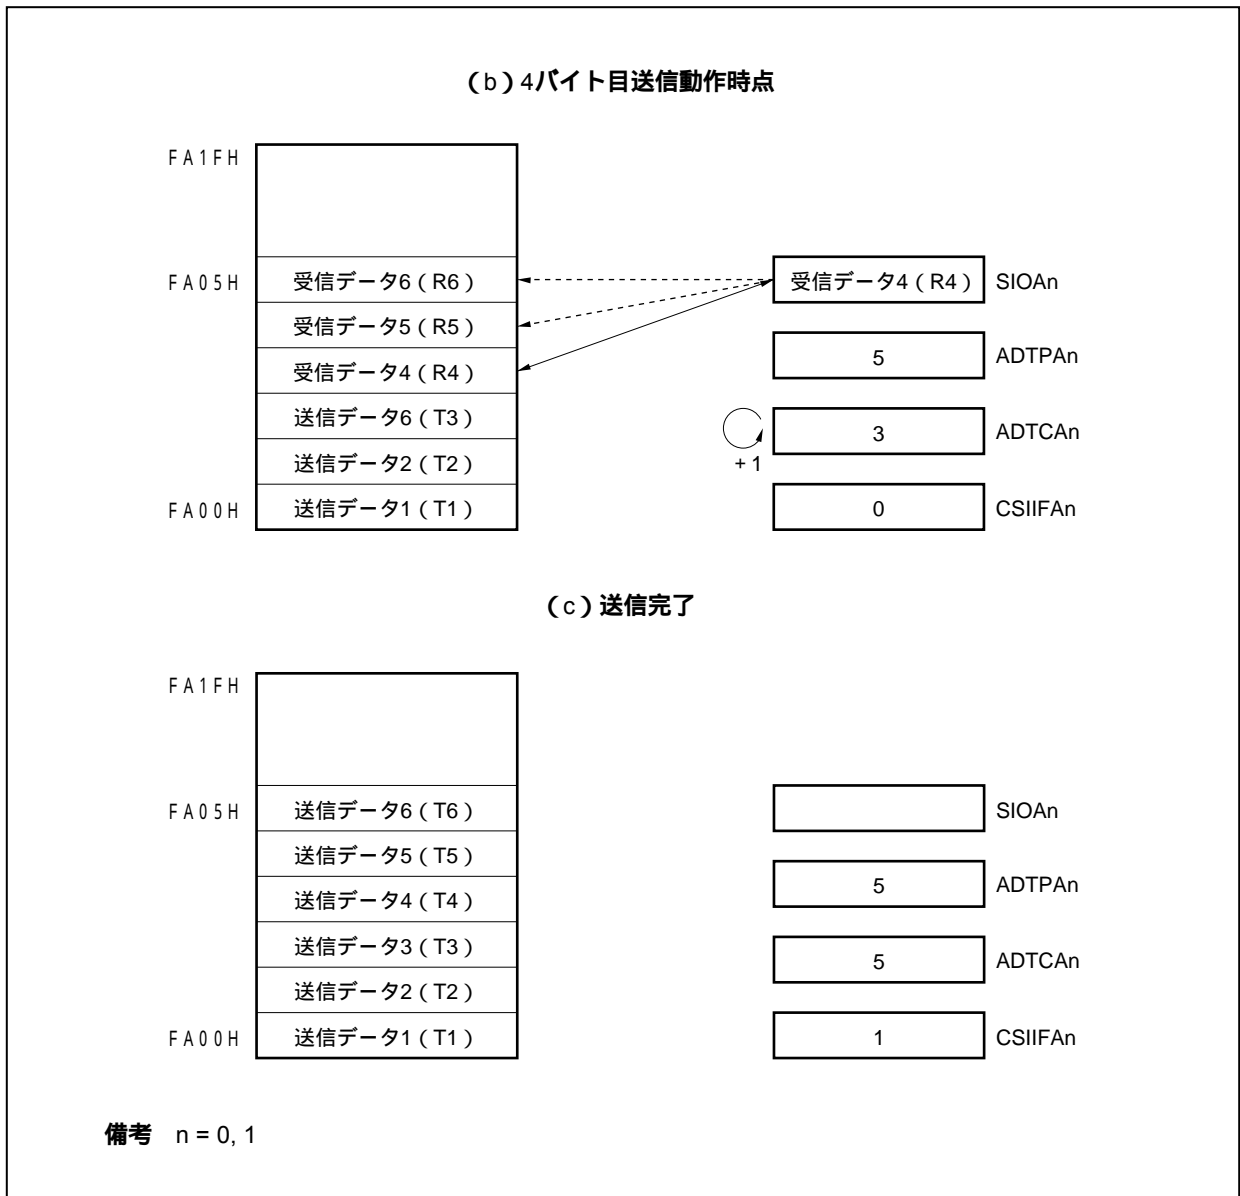 （b）4バイト目送信動作時点
FA1FH
FA05H 受信データ6（R6） 受信データ4（R4） SIOAn
受信データ5（R5）
5 ADTPAn
受信データ4（R4）
送信データ6（T3）
3 ADTCAn
+1
送信データ2（T2）
FA00H 送信データ1（T1） 0 CSIIFAn
（c）送信完了
FA1FH
FA05H 送信データ6（T6） SIOAn
送信データ5（T5）
5 ADTPAn
送信データ4（T4）
送信データ3（T3）
5 ADTCAn
送信データ2（T2）
FA00H 送信データ1（T1） 1 CSIIFAn
備考 n = 0, 1